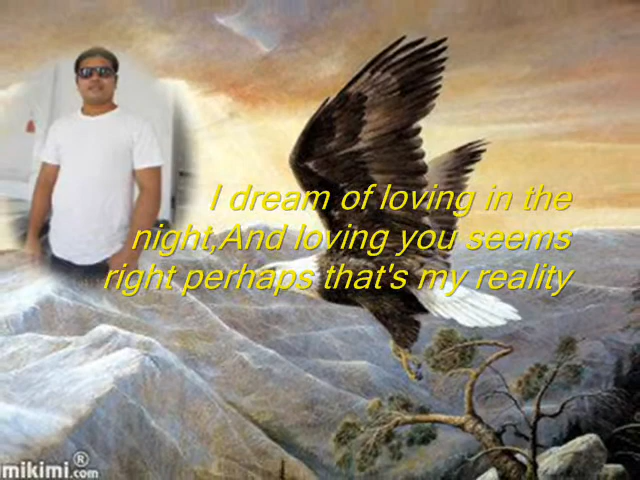 I dream of loving in the
night,And loving you seems
right perhaps that's my reality
mikimi.com®